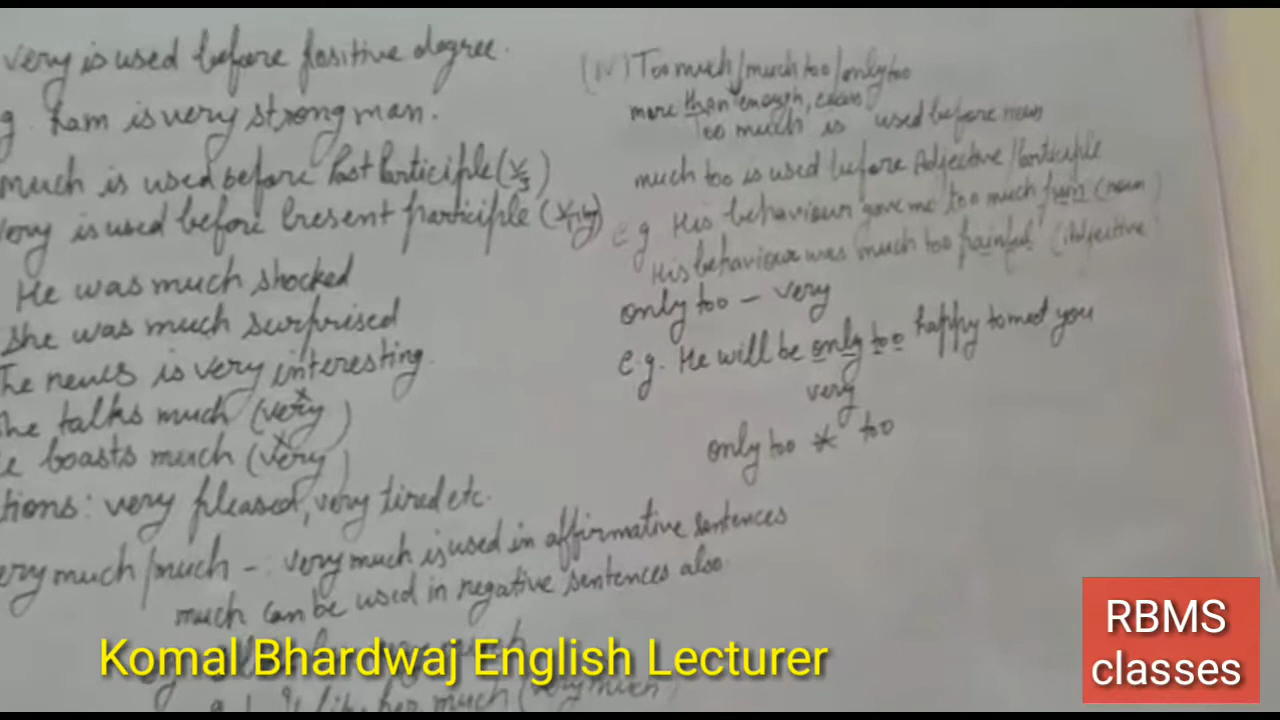 very is used before positive degree.
g. Ram is very strong man.
much is used before Past Participle (V3)
very is used before Present participle (V1ing)
He was much shocked
She was much surprised
The news is very interesting.
he talks much (very)
e boasts much (very)
tions: very pleased, very tired etc.
ery much/much - : very much is used in affirmative sentences
much can be used in negative sentences also
her much (very much)
(IV) Too much/much too/only too
more than enough,
Too much is used before noun
much too is used before Adjective/Participle
e.g His behaviour gave me too much pain (noun)
His behaviour was much too painful (Adjective
only too - very
e.g. He will be only too happy to meet you
very
only too * too
Komal Bhardwaj English Lecturer
RBMS
classes